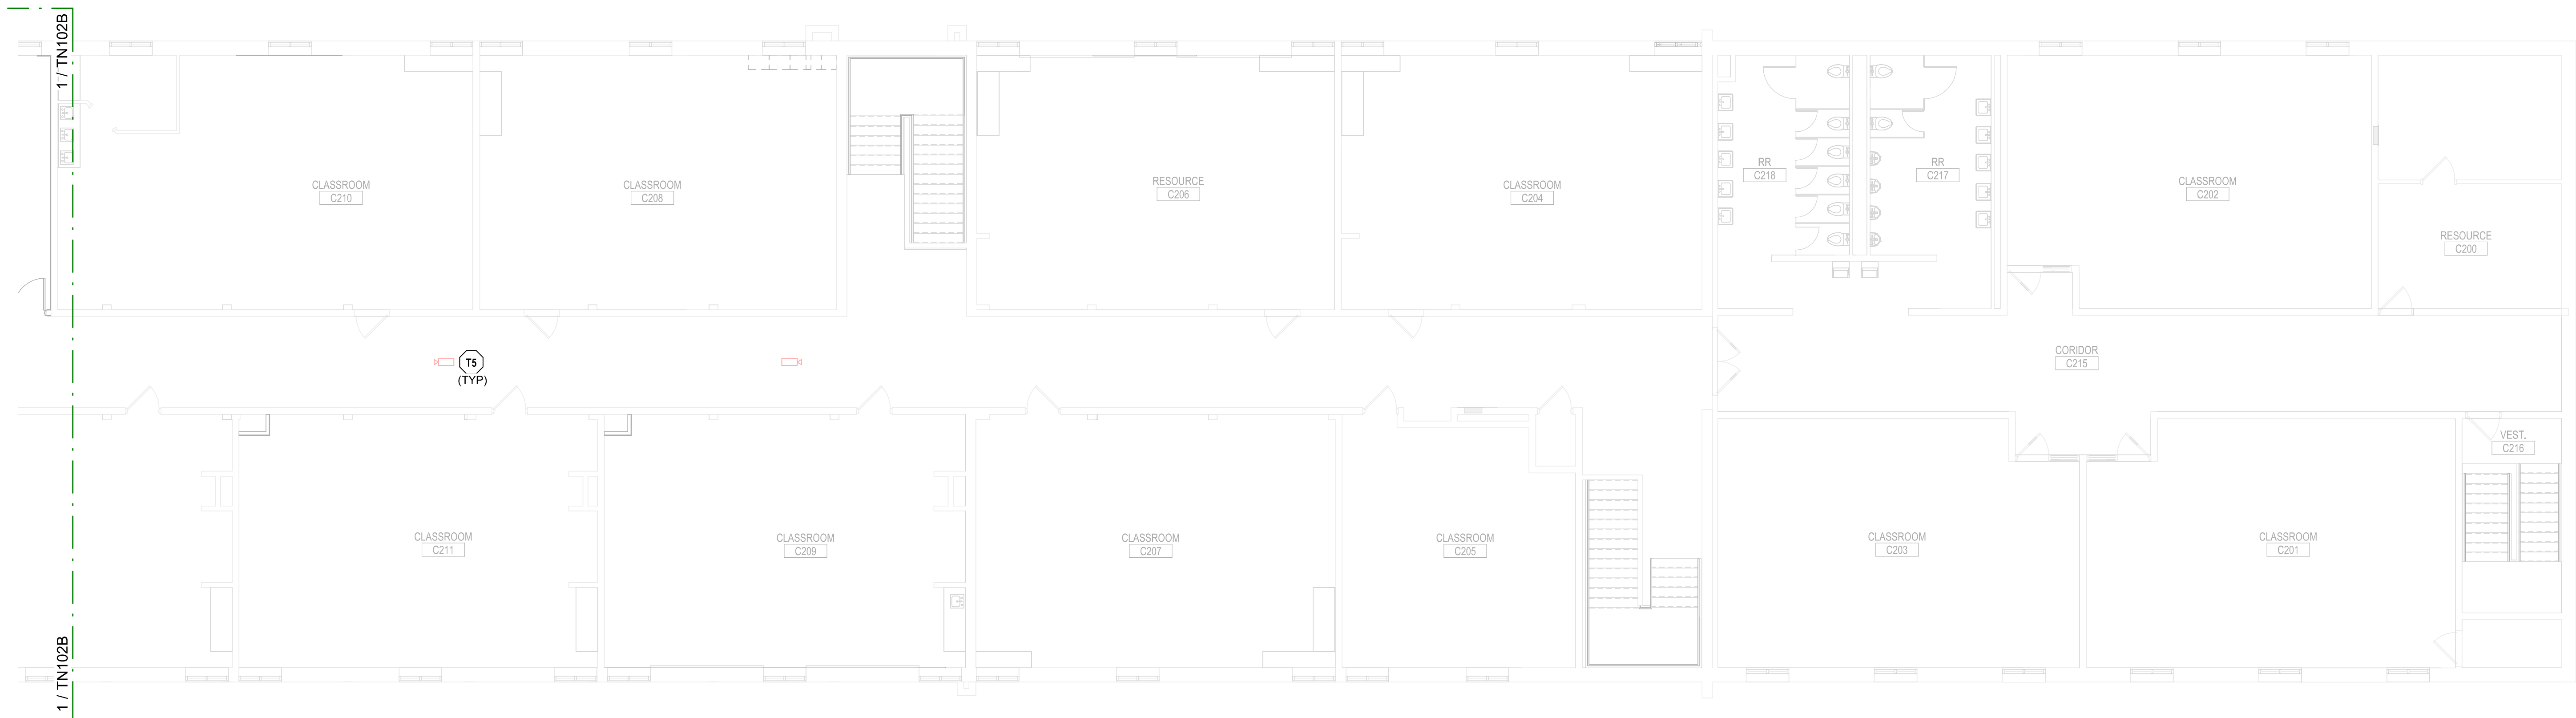 1 / TN102B
CLASSROOM
C210
CLASSROOM
C208
RESOURCE
C206
CLASSROOM
C204
RR
C218
RR
C217
CLASSROOM
C202
RESOURCE
C200
T5
(TYP)
CORIDOR
C215
VEST.
C216
CLASSROOM
C211
CLASSROOM
C209
CLASSROOM
C207
CLASSROOM
C205
CLASSROOM
C203
CLASSROOM
C201
1 / TN102B